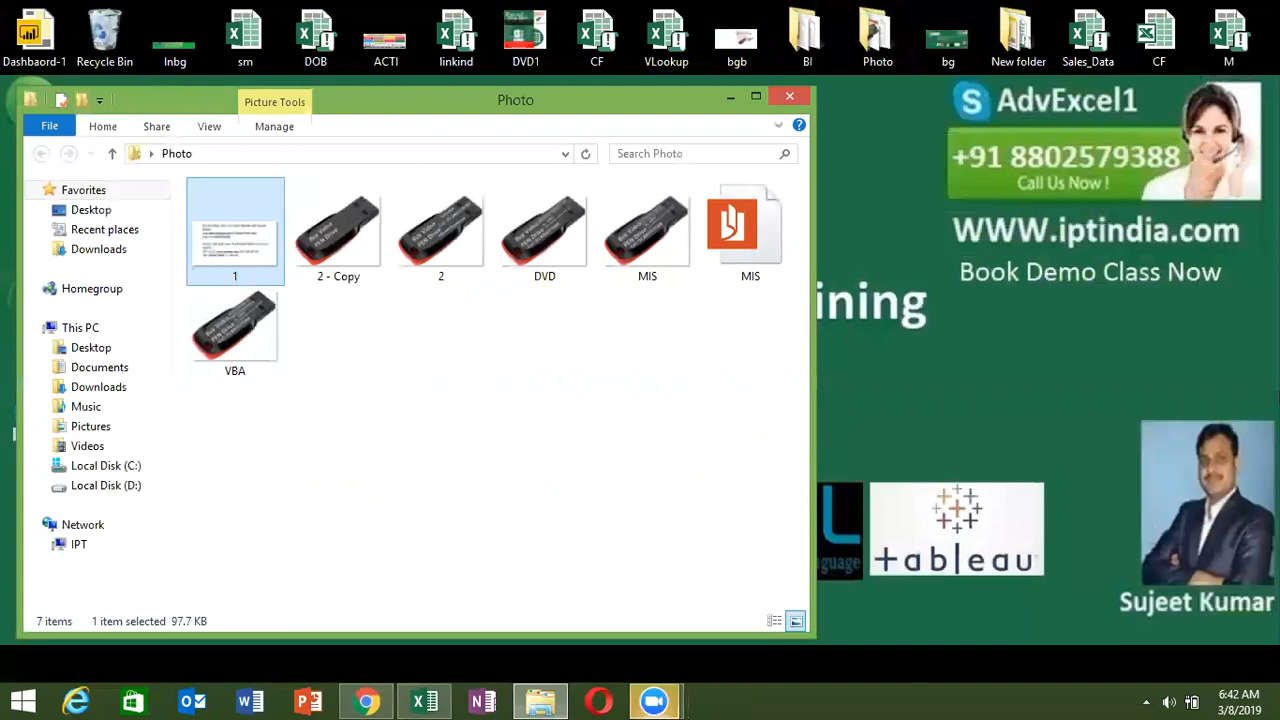 Dashbaord-1
Recycle Bin
Inbg
sm
DOB
ACTI
linkind
DVD1
CF
VLookup
bgb
BI
Photo
bg
New folder
Sales_Data
CF
M
Picture Tools
Photo
File
Home
Share
View
Manage
Photo
Search Photo
Favorites
Desktop
Recent places
Downloads
Homegroup
This PC
Desktop
Documents
Downloads
Music
Pictures
Videos
Local Disk (C:)
Local Disk (D:)
Network
IPT
1
2 - Copy
2
DVD
MIS
MIS
VBA
7 items
1 item selected 97.7 KB
AdvExcel1
+91 8802579388
Call Us Now !
WWW.iptindia.com
Book Demo Class Now
ining
L
guage
+ableau
Sujeet Kumar
6:42 AM
3/8/2019